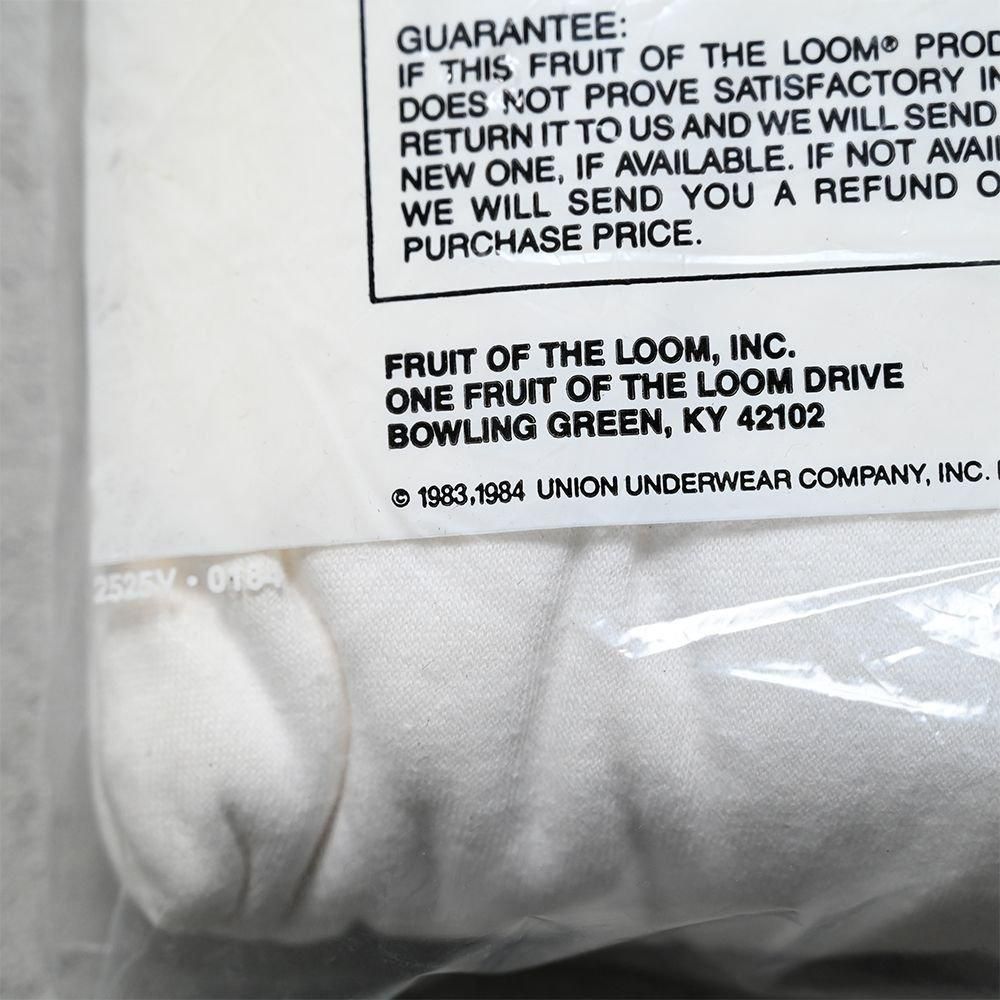 GUARANTEE:
IF THIS FRUIT OF THE LOOM® PROD
DOES NOT PROVE SATISFACTORY IN
RETURN IT TO US AND WE WILL SEND
NEW ONE, IF AVAILABLE. IF NOT AVAI
WE WILL SEND YOU A REFUND O
PURCHASE PRICE.
FRUIT OF THE LOOM, INC.
ONE FRUIT OF THE LOOM DRIVE
BOWLING GREEN, KY 42102
© 1983,1984 UNION UNDERWEAR COMPANY, INC.
2525V • 0184